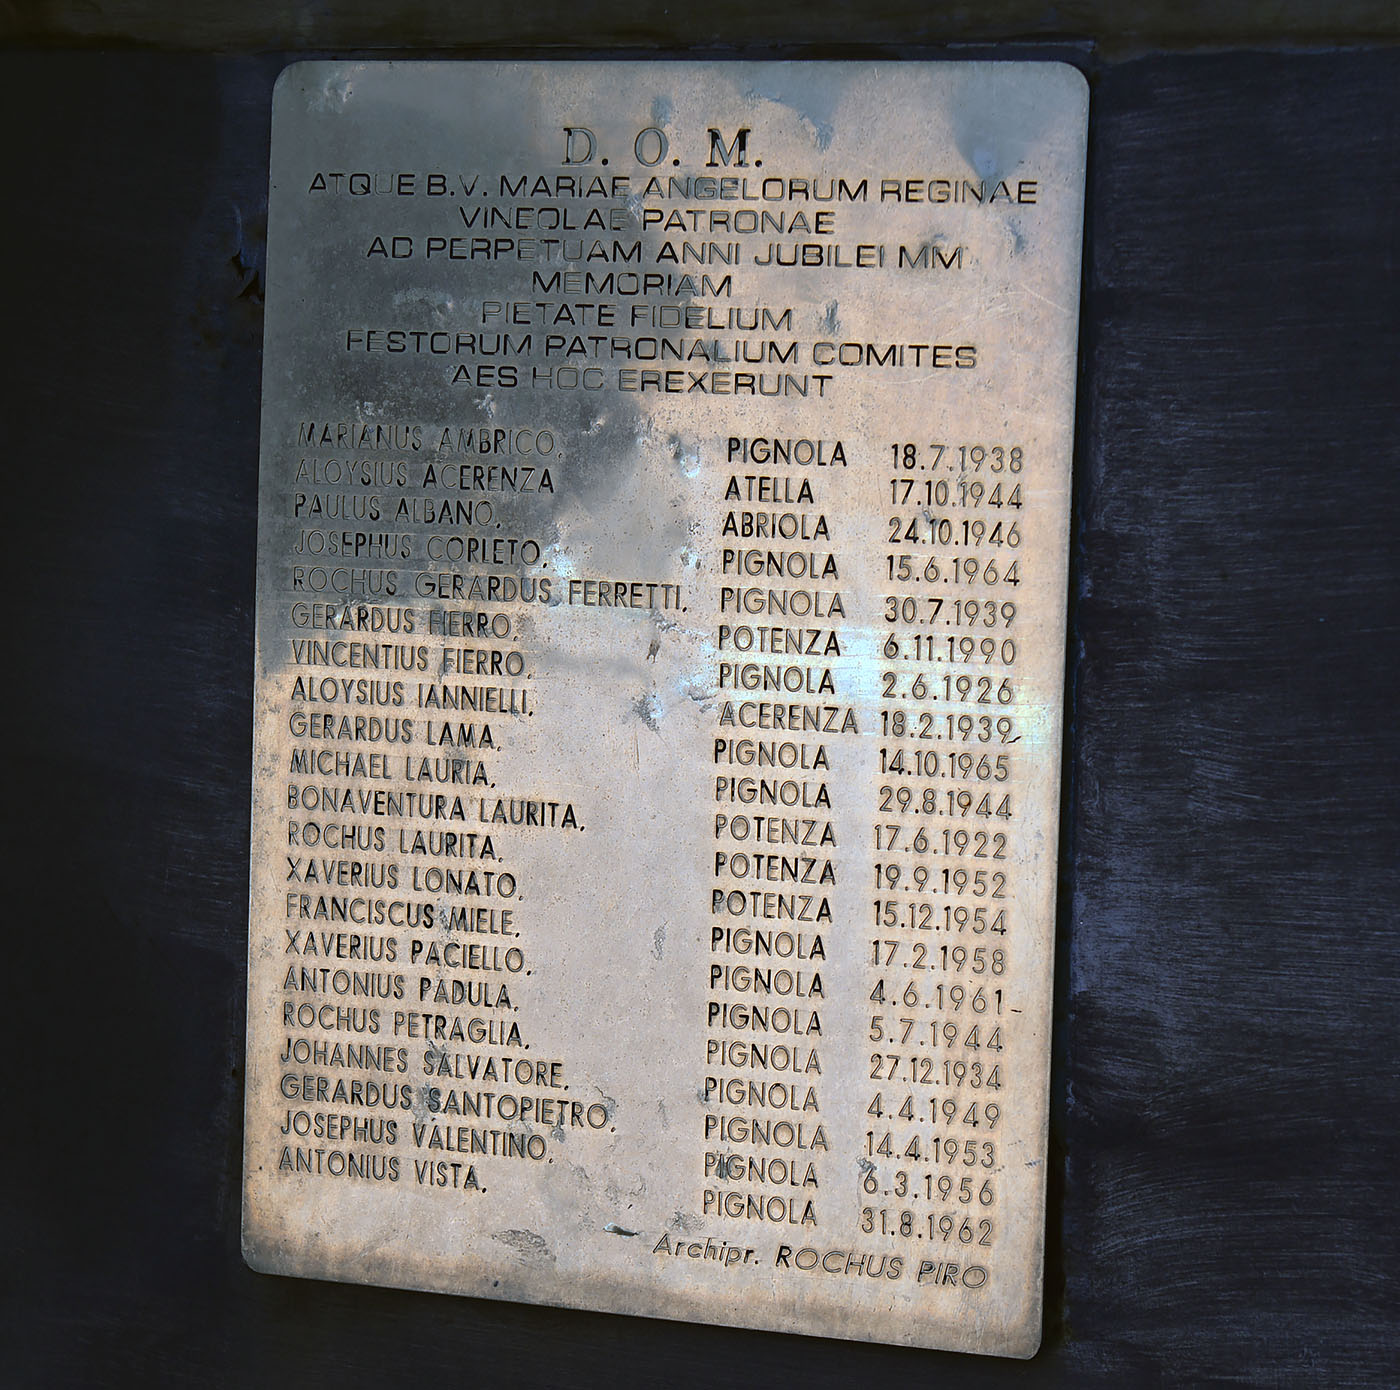 D. O. M.
ATQUE B.V. MARIAE ANGELORUM REGINAE
VINEOLAE PATRONAE
AD PERPETUAM ANNI JUBILEI MM
MEMORIAM
PIETATE FIDELIUM
FESTORUM PATRONALIUM COMITES
AES HOC EREXERUNT
MARIANUS AMBRICO, PIGNOLA 18.7.1938
ALOYSIUS ACERENZA ATELLA 17.10.1944
PAULUS ALBANO, ABRIOLA 24.10.1946
JOSEPHUS CORLETO, PIGNOLA 15.6.1964
ROCHUS GERARDUS FERRETTI, PIGNOLA 30.7.1939
GERARDUS FIERRO, POTENZA 6.11.1990
VINCENTIUS FIERRO, PIGNOLA 2.6.1926
ALOYSIUS IANNIELLI, ACERENZA 18.2.1939
GERARDUS LAMA, PIGNOLA 14.10.1965
MICHAEL LAURIA, PIGNOLA 29.8.1944
BONAVENTURA LAURITA, POTENZA 17.6.1922
ROCHUS LAURITA, POTENZA 19.9.1952
XAVERIUS LONATO, POTENZA 15.12.1954
FRANCISCUS MIELE, PIGNOLA 17.2.1958
XAVERIUS PACIELLO, PIGNOLA 4.6.1961
ANTONIUS PADULA, PIGNOLA 5.7.1944
ROCHUS PETRAGLIA, PIGNOLA 27.12.1934
JOHANNES SALVATORE, PIGNOLA 4.4.1949
GERARDUS SANTOPIETRO, PIGNOLA 14.4.1953
JOSEPHUS VALENTINO, PIGNOLA 6.3.1956
ANTONIUS VISTA, PIGNOLA 31.8.1962
Archipr. ROCHUS PIRO